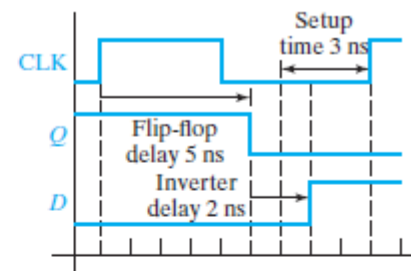 Setup
time 3 ns
CLK
Q
Flip-flop
delay 5 ns
Inverter
delay 2 ns
D